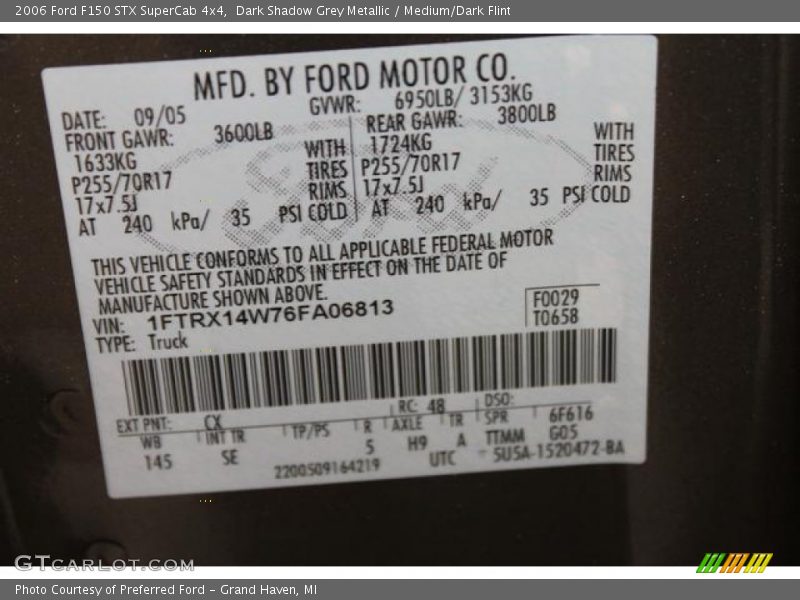 2006 Ford F150 STX SuperCab 4x4,  Dark Shadow Grey Metallic / Medium/Dark Flint
MFD. BY FORD MOTOR CO.
DATE: 09/05 GVWR: 6950LB/ 3153KG
FRONT GAWR: 3600LB REAR GAWR: 3800LB
1633KG WITH 1724KG WITH
P255/70R17 TIRES P255/70R17 TIRES
17x7.5J RIMS 17x7.5J RIMS
AT 240 kPa/ 35 PSI COLD AT 240 kPa/ 35 PSI COLD
THIS VEHICLE CONFORMS TO ALL APPLICABLE FEDERAL MOTOR
VEHICLE SAFETY STANDARDS IN EFFECT ON THE DATE OF
MANUFACTURE SHOWN ABOVE.
VIN: 1FTRX14W76FA06813 F0029
TYPE: Truck T0658
EXT PNT: CX RC: 48 DSO:
WB INT TR TP/PS R AXLE TR SPR 6F616
145 SE 5 H9 A TTMM G05
2200509164219 UTC SU5A-1520472-BA
GTCARLOT.COM
Photo Courtesy of Preferred Ford - Grand Haven, MI